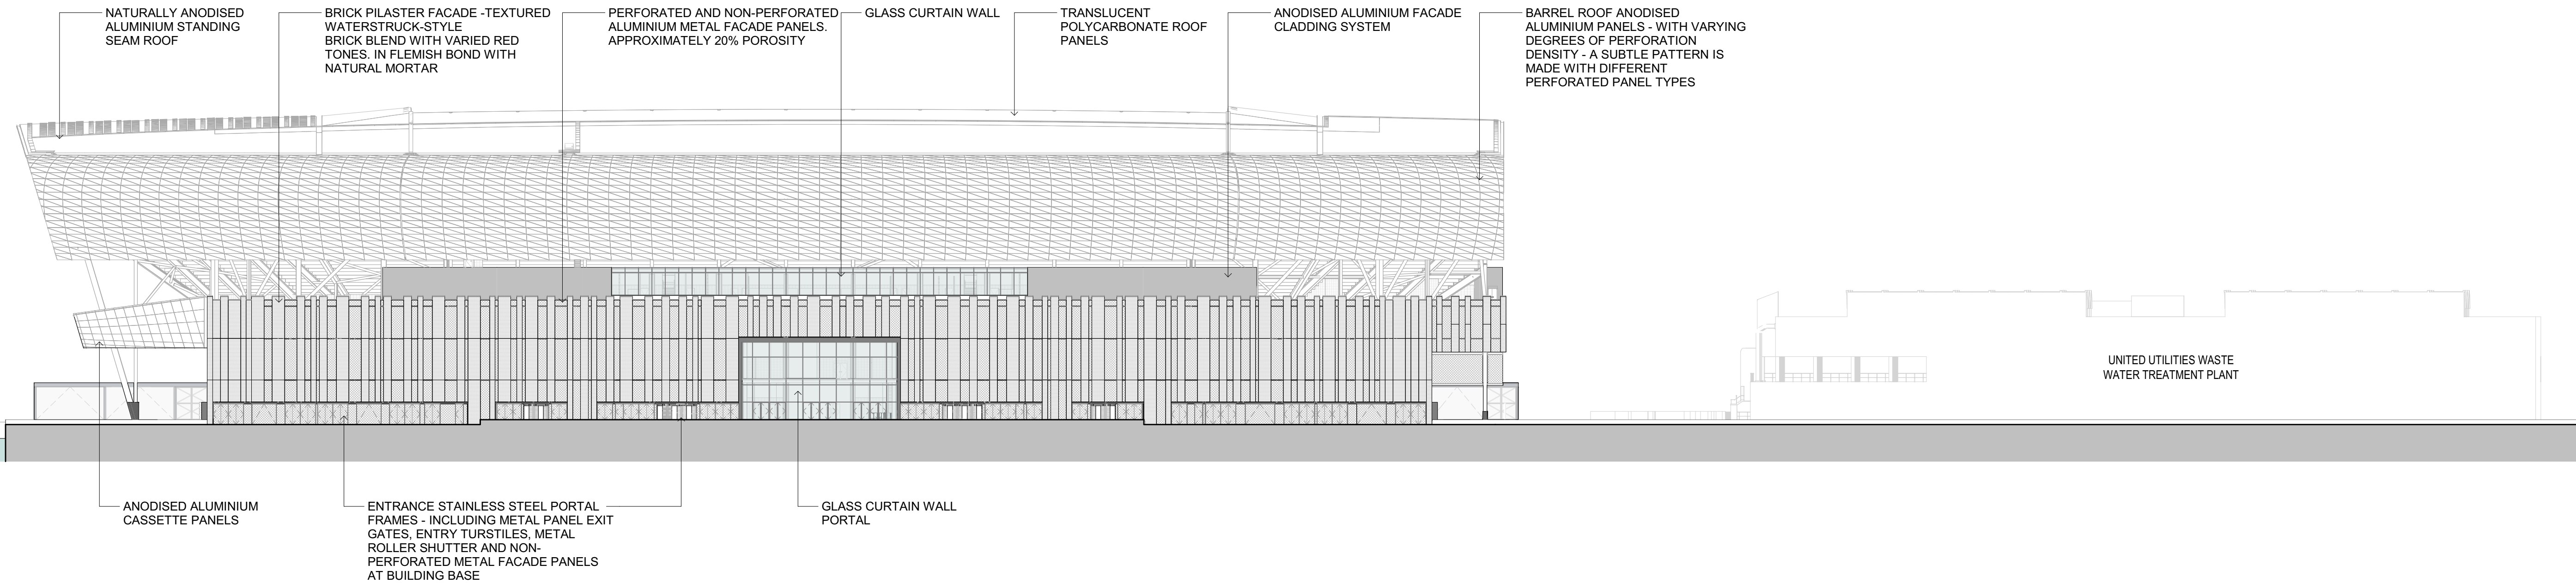 NATURALLY ANODISED
ALUMINIUM STANDING
SEAM ROOF
BRICK PILASTER FACADE -TEXTURED
WATERSTRUCK-STYLE
BRICK BLEND WITH VARIED RED
TONES. IN FLEMISH BOND WITH
NATURAL MORTAR
PERFORATED AND NON-PERFORATED
ALUMINIUM METAL FACADE PANELS.
APPROXIMATELY 20% POROSITY
GLASS CURTAIN WALL
TRANSLUCENT
POLYCARBONATE ROOF
PANELS
ANODISED ALUMINIUM FACADE
CLADDING SYSTEM
BARREL ROOF ANODISED
ALUMINIUM PANELS - WITH VARYING
DEGREES OF PERFORATION
DENSITY - A SUBTLE PATTERN IS
MADE WITH DIFFERENT
PERFORATED PANEL TYPES
UNITED UTILITIES WASTE
WATER TREATMENT PLANT
ANODISED ALUMINIUM
CASSETTE PANELS
ENTRANCE STAINLESS STEEL PORTAL
FRAMES - INCLUDING METAL PANEL EXIT
GATES, ENTRY TURSTILES, METAL
ROLLER SHUTTER AND NON-
PERFORATED METAL FACADE PANELS
AT BUILDING BASE
GLASS CURTAIN WALL
PORTAL